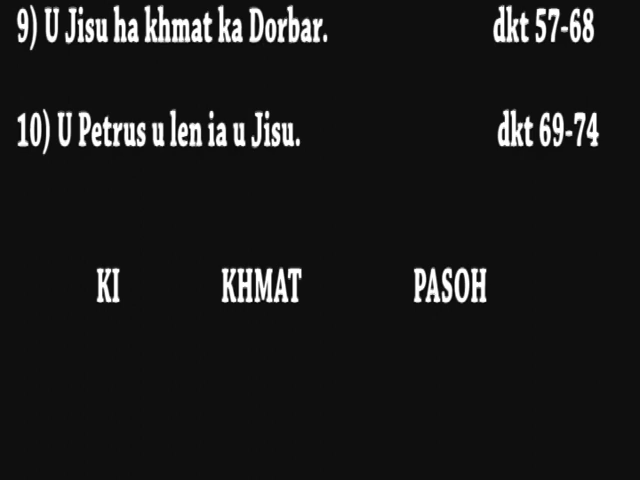 9) U Jisu ha khmat ka Dorbar. dkt 57-68
10) U Petrus u len ia u Jisu. dkt 69-74
KI KHMAT PASOH